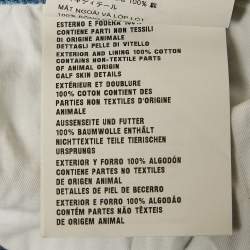 MẶT NGOÀI VÀ LỚP LÓT
ESTERNO E FODERA 100%
CONTIENE PARTI NON TESSILI
DI ORIGINE ANIMALE
DETTAGLI PELLE DI VITELLO
EXTERIOR AND LINING 100% COTTON
CONTAINS NON-TEXTILE PARTS
OF ANIMAL ORIGIN
CALF SKIN DETAILS
EXTÉRIEUR ET DOUBLURE
100% COTON CONTIENT DES
PARTIES NON TEXTILES D'ORIGINE
ANIMALE
AUSSENSEITE UND FUTTER
100% BAUMWOLLE ENTHÄLT
NICHTTEXTILE TEILE TIERISCHEN
URSPRUNGS
EXTERIOR Y FORRO 100% ALGODÓN
CONTIENE PARTES NO TEXTILES
DE ORIGEN ANIMAL
DETALLES DE PIEL DE BECERRO
EXTERIOR E FORRO 100% ALGODÃO
CONTÉM PARTES NÃO TÊXTEIS
DE ORIGEM ANIMAL